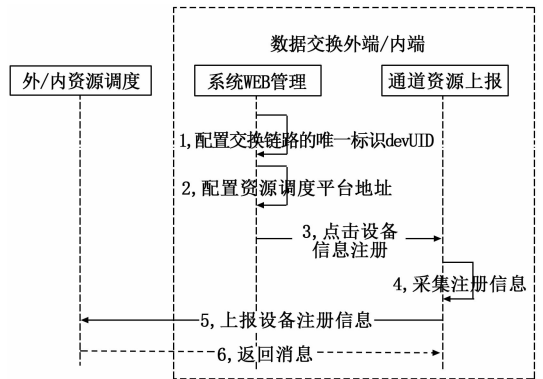 数据交换外端/内端
外/内资源调度
系统WEB管理
通道资源上报
1,配置交换链路的唯一标识devUID
2,配置资源调度平台地址
3,点击设备
信息注册
4,采集注册信息
5,上报设备注册信息
6,返回消息